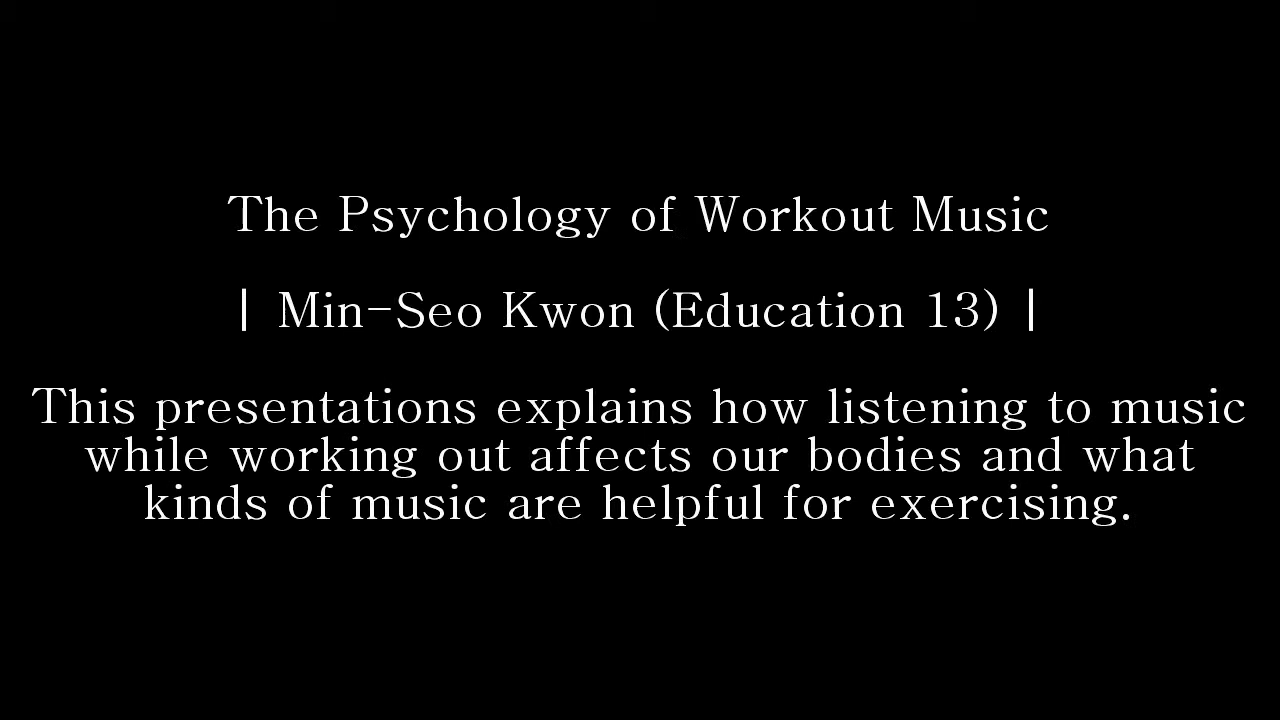 The Psychology of Workout Music
| Min-Seo Kwon (Education 13) |
This presentations explains how listening to music
while working out affects our bodies and what
kinds of music are helpful for exercising.